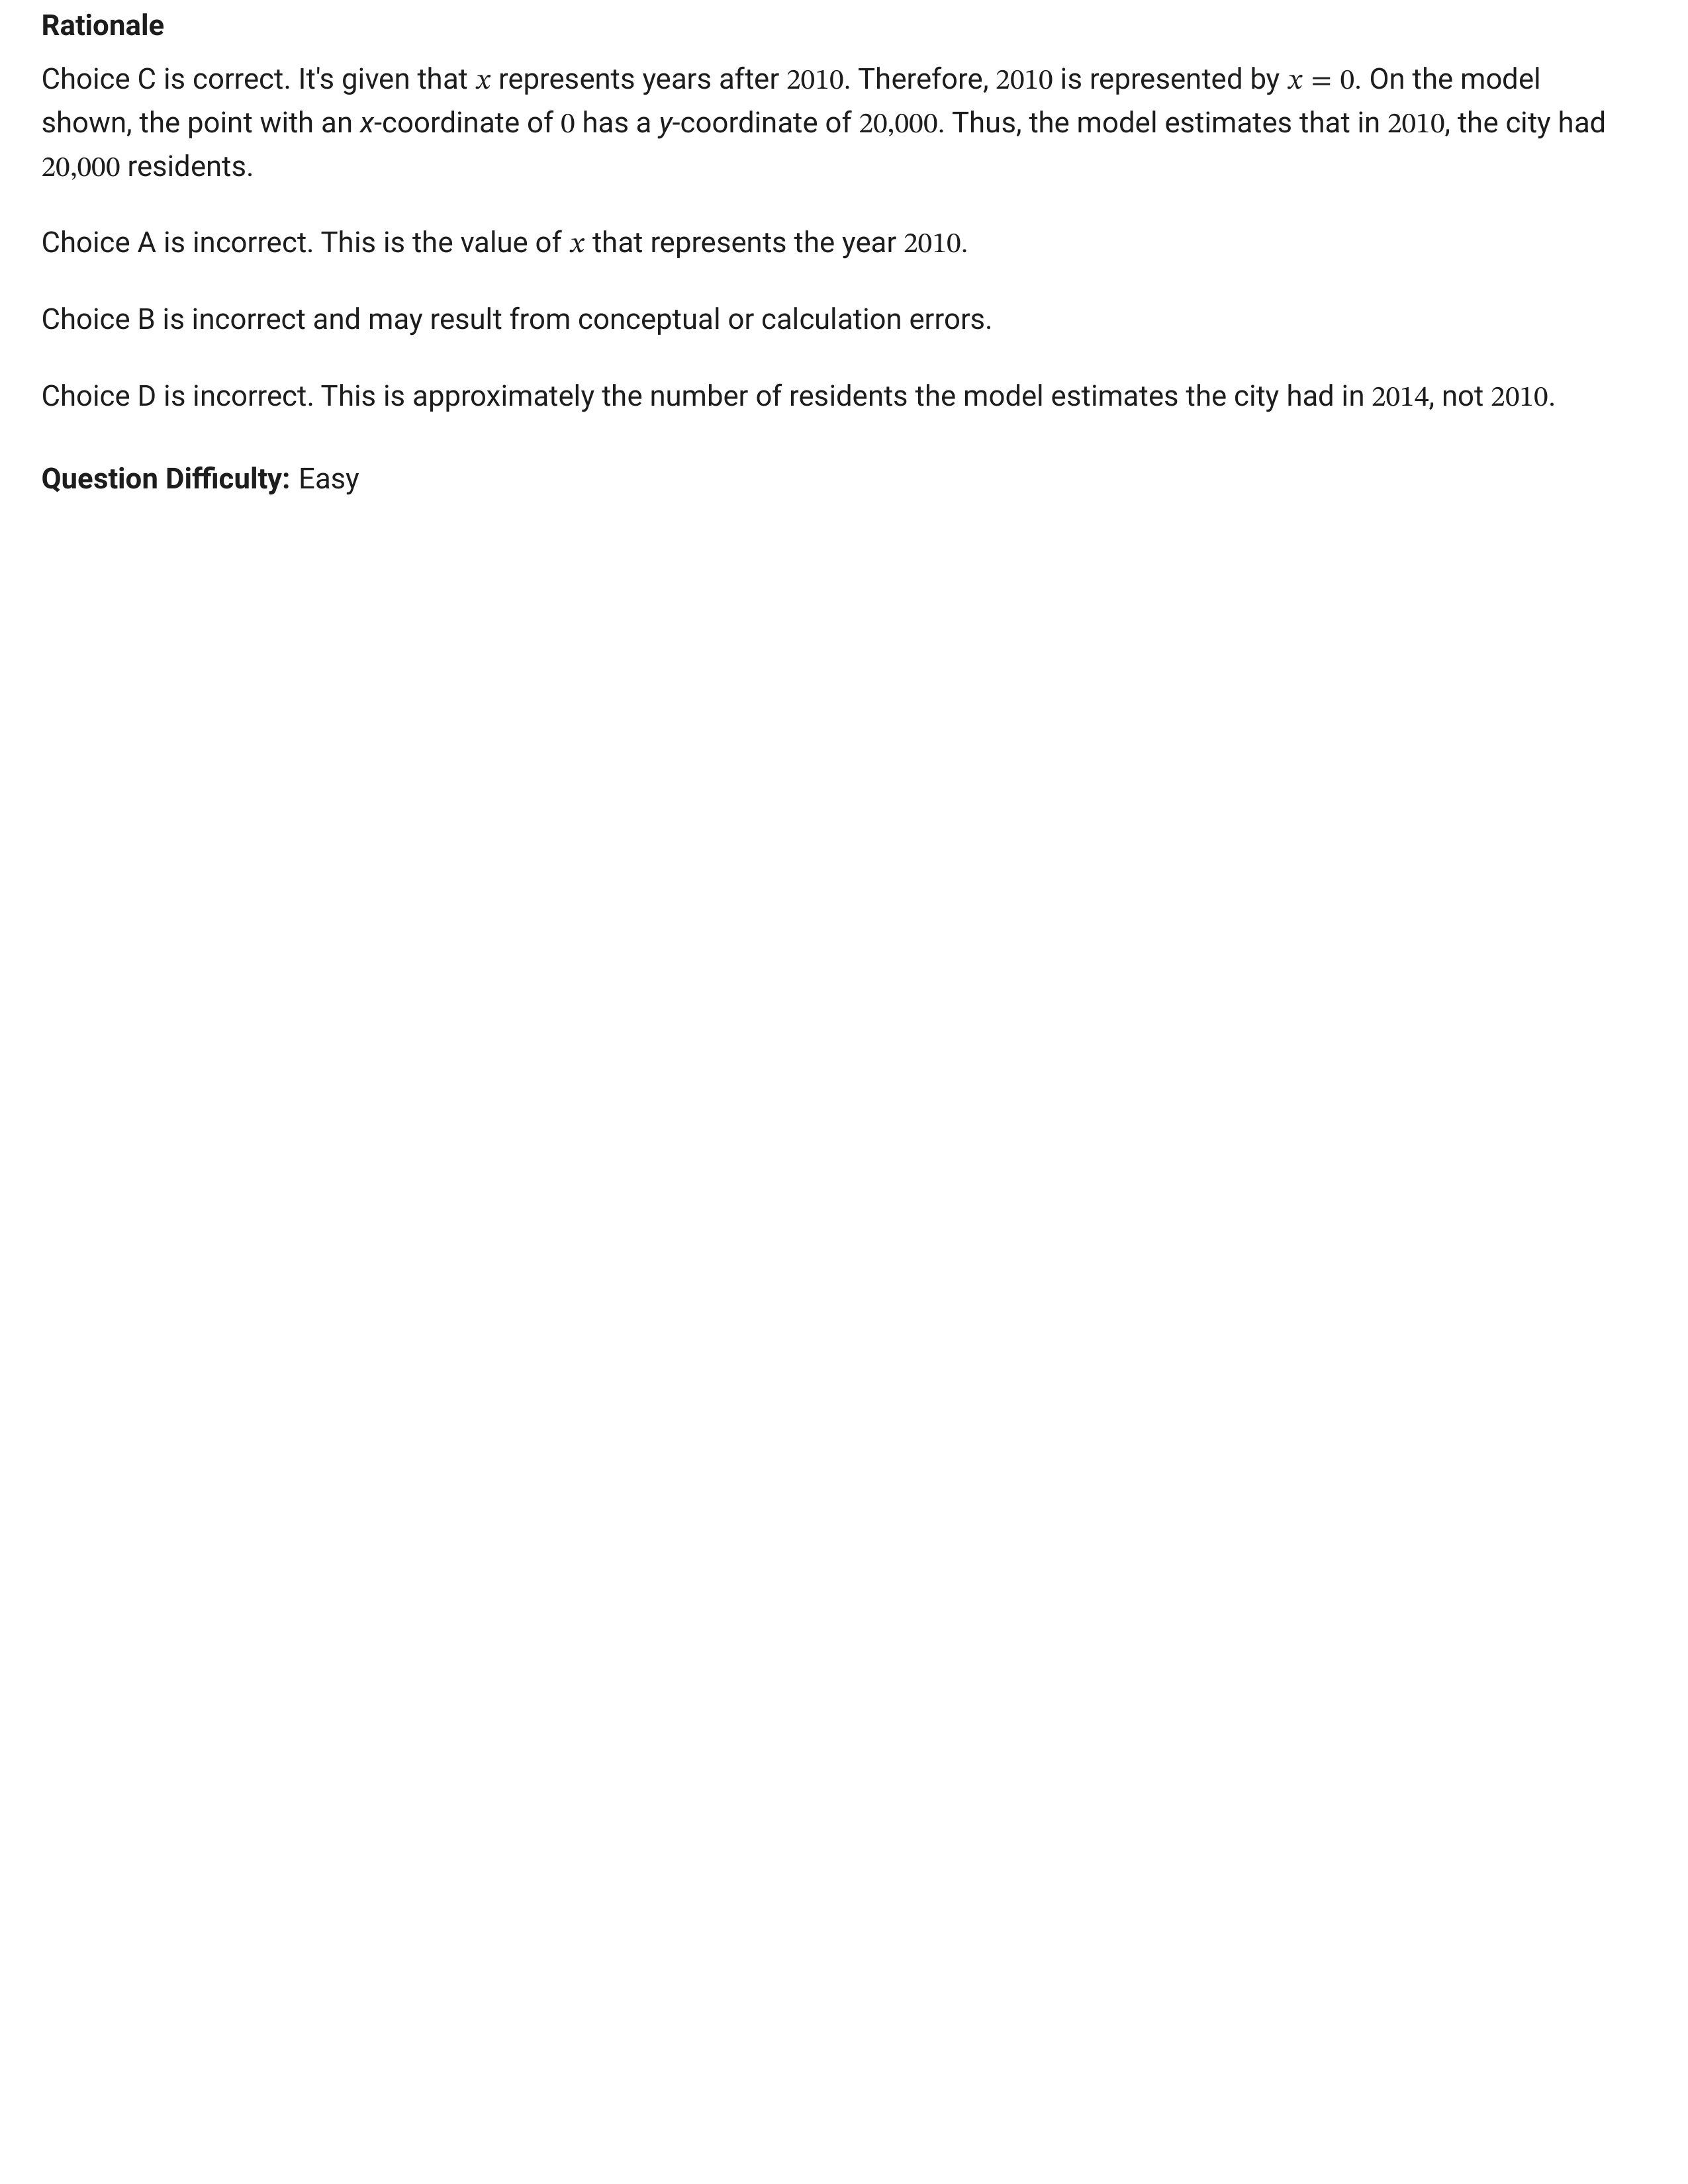 Rationale
Choice C is correct. It's given that x represents years after 2010. Therefore, 2010 is represented by x = 0. On the model
shown, the point with an x-coordinate of 0 has a y-coordinate of 20,000. Thus, the model estimates that in 2010, the city had
20,000 residents.
Choice A is incorrect. This is the value of x that represents the year 2010.
Choice B is incorrect and may result from conceptual or calculation errors.
Choice D is incorrect. This is approximately the number of residents the model estimates the city had in 2014, not 2010.
Question Difficulty: Easy